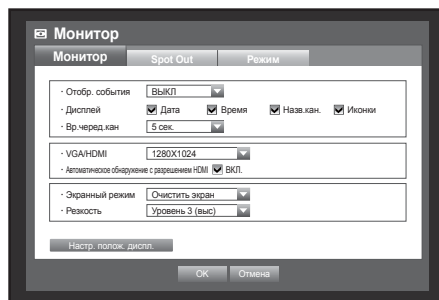 Монитор
Монитор Spot Out Режим
· Отобр. события ВЫКЛ
· Дисплей Дата Время Назв.кан. Иконки
· Вр.черед.кан 5 сек.
· VGA/HDMI 1280X1024
· Автоматическое обнаружение с разрешением HDMI ВКЛ.
· Экранный режим Очистить экран
· Резкость Уровень 3 (выс)
Настр. полож. диспл.
OK Отмена